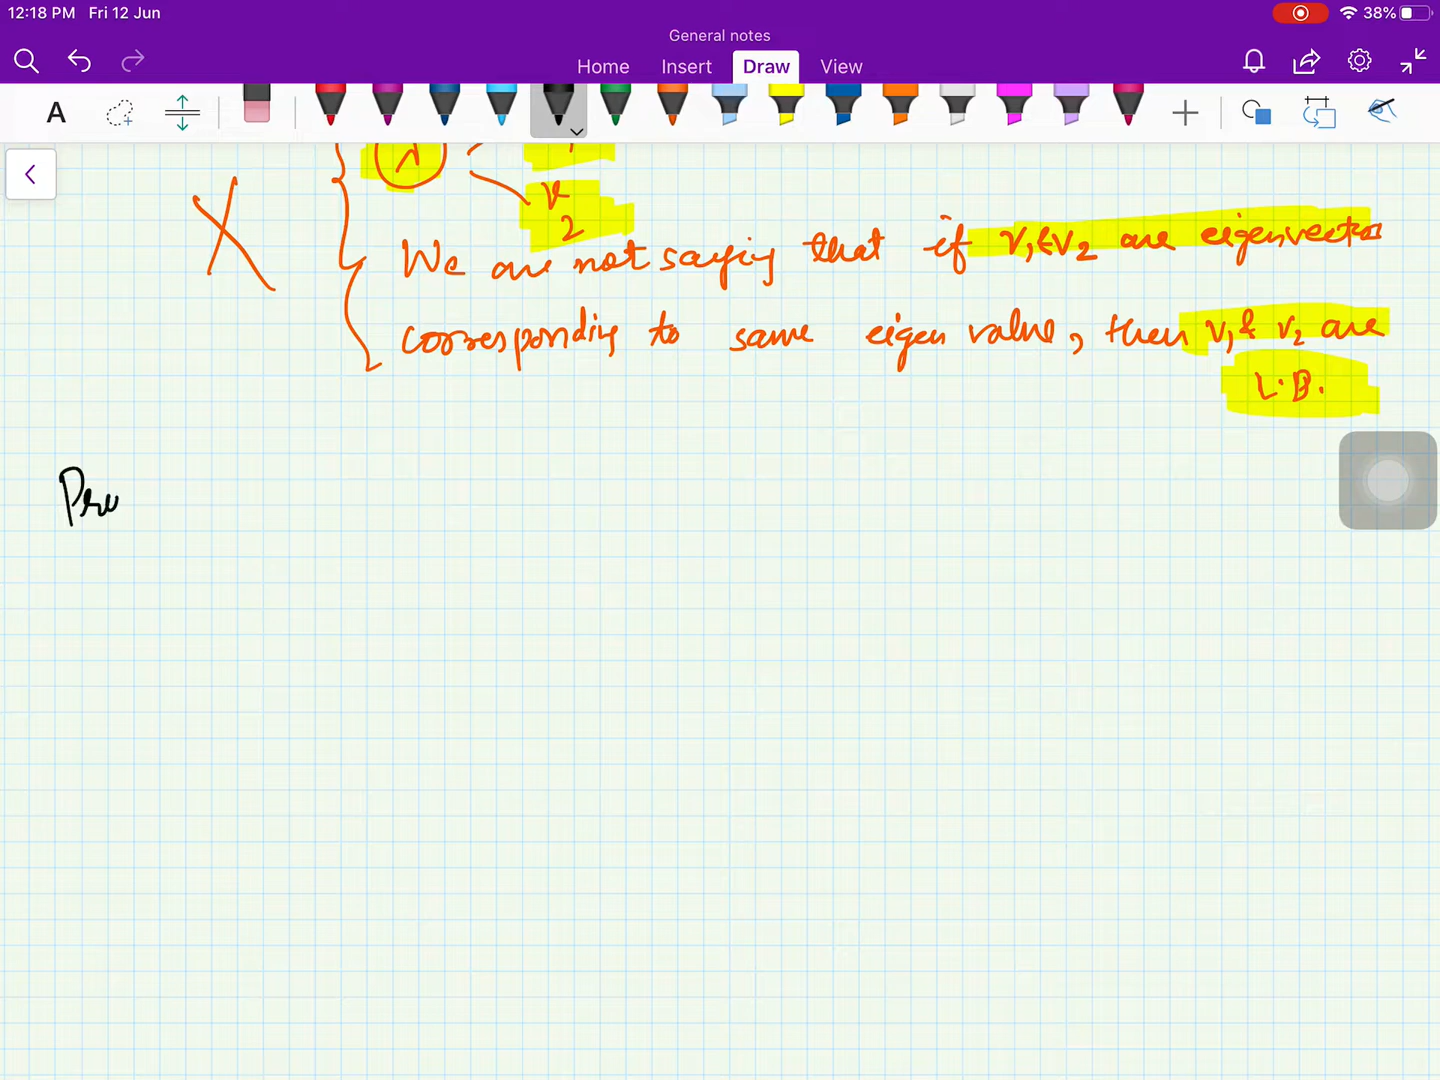 12:18 PM Fri 12 Jun
38%
General notes
Home Insert Draw View
A
λ
v2
We are not saying that if v1 & v2 are eigenvectors
corresponding to same eigen value, then v1 & v2 are
L.D.
Pro